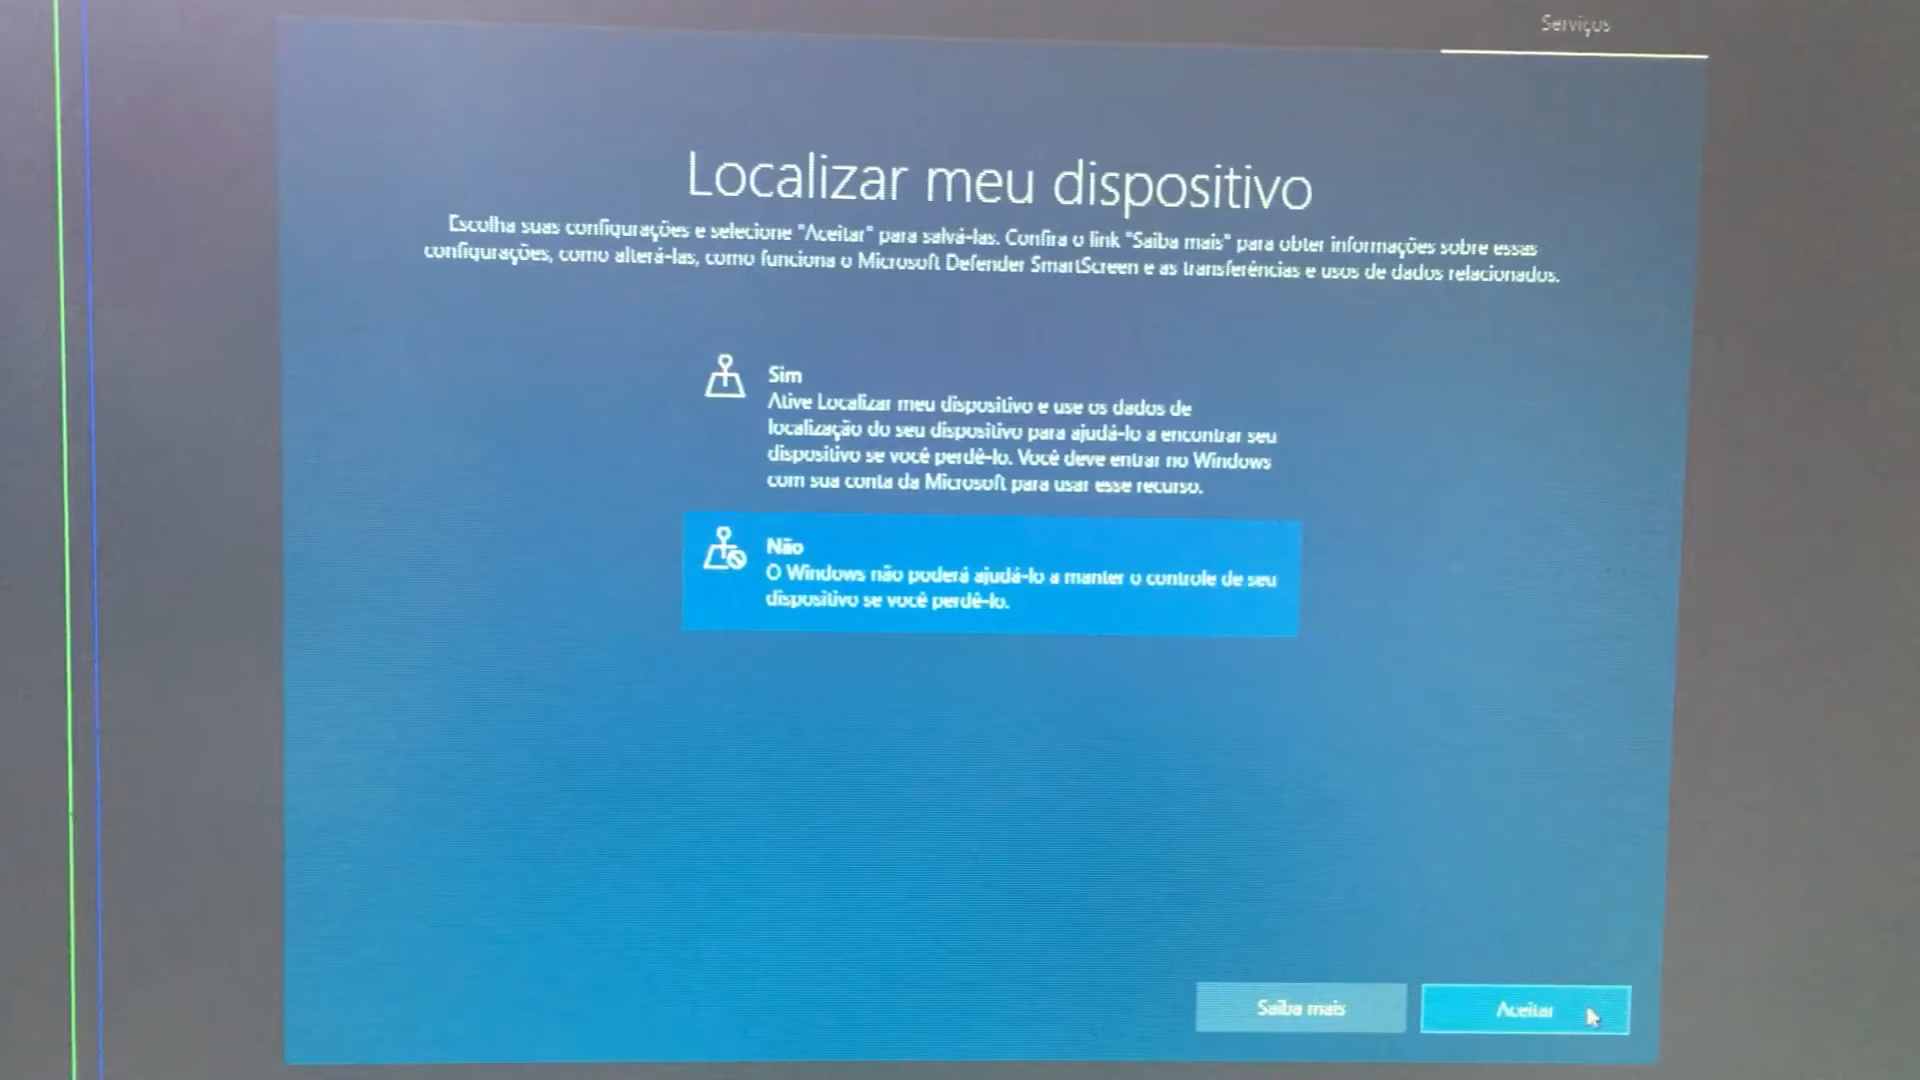 Serviços
Localizar meu dispositivo
Escolha suas configurações e selecione "Aceitar" para salvá-las. Confira o link "Saiba mais" para obter informações sobre essas
configurações, como alterá-las, como funciona o Microsoft Defender SmartScreen e as transferências e usos de dados relacionados.
Sim
Ative Localizar meu dispositivo e use os dados de
localização do seu dispositivo para ajudá-lo a encontrar seu
dispositivo se você perdê-lo. Você deve entrar no Windows
com sua conta da Microsoft para usar esse recurso.
Não
O Windows não poderá ajudá-lo a manter o controle de seu
dispositivo se você perdê-lo.
Saiba mais
Aceitar